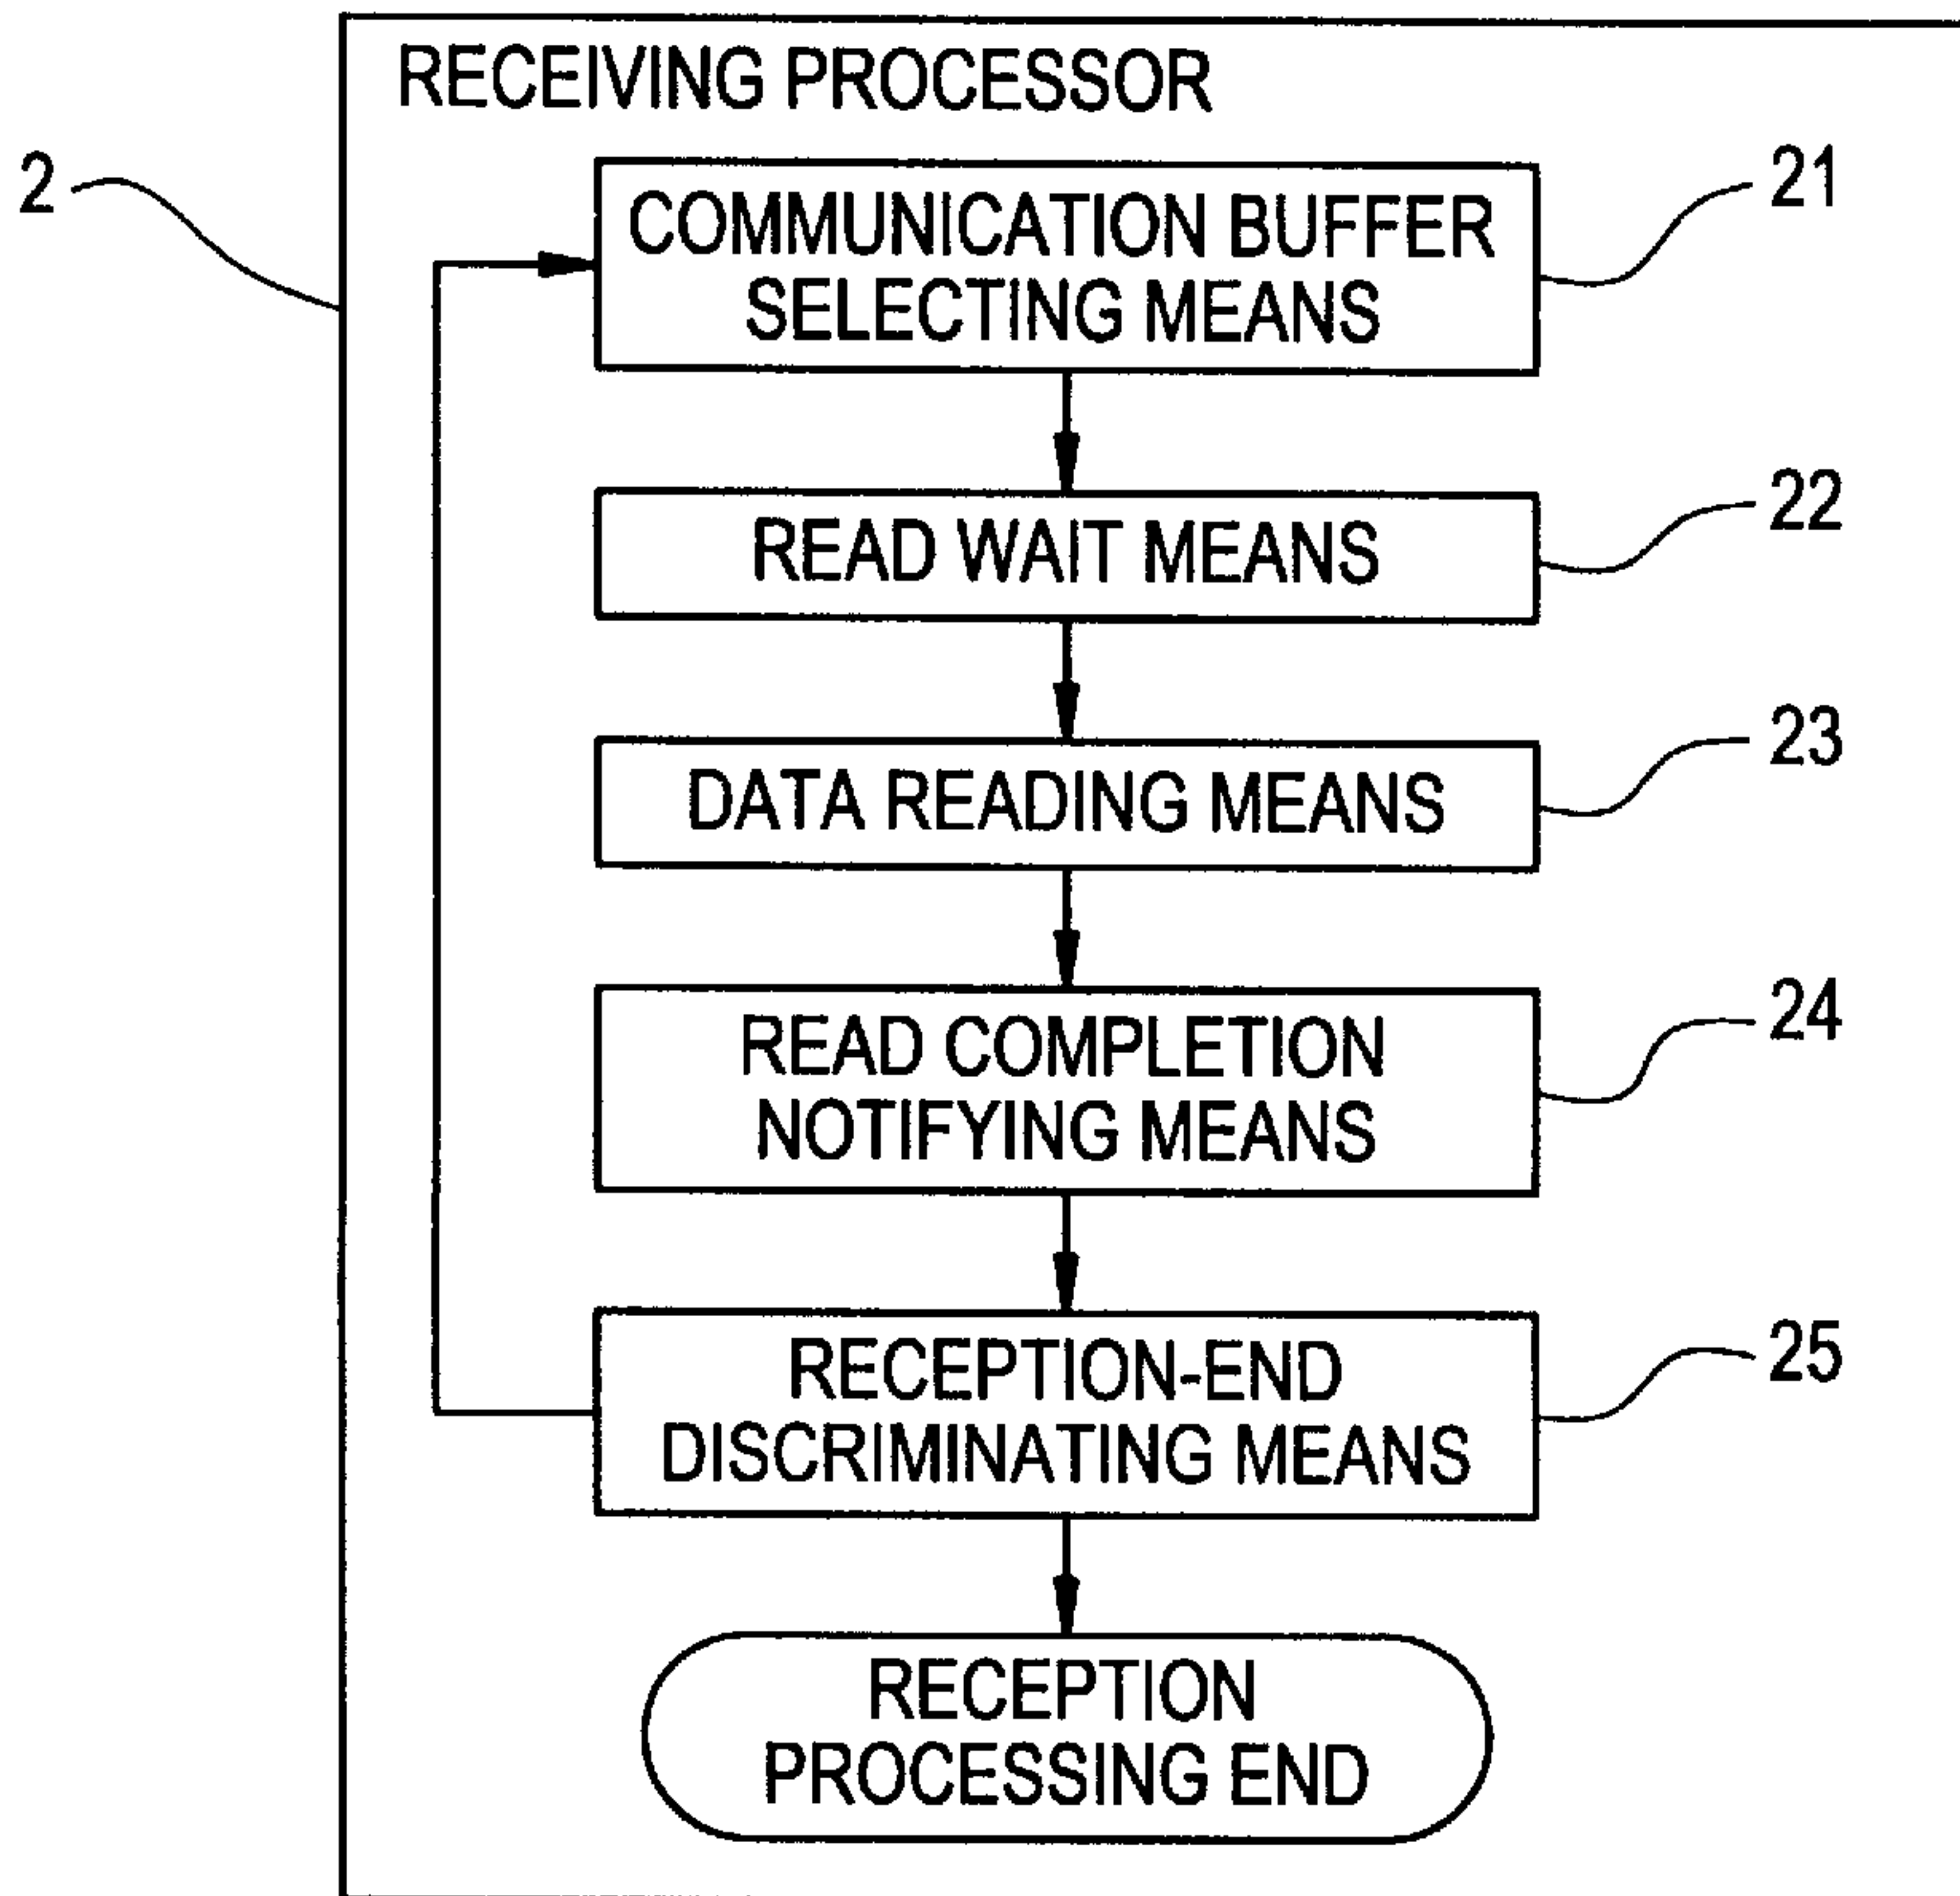 RECEIVING PROCESSOR
2
COMMUNICATION BUFFER
SELECTING MEANS
21
READ WAIT MEANS
22
DATA READING MEANS
23
READ COMPLETION
NOTIFYING MEANS
24
RECEPTION-END
DISCRIMINATING MEANS
25
RECEPTION
PROCESSING END